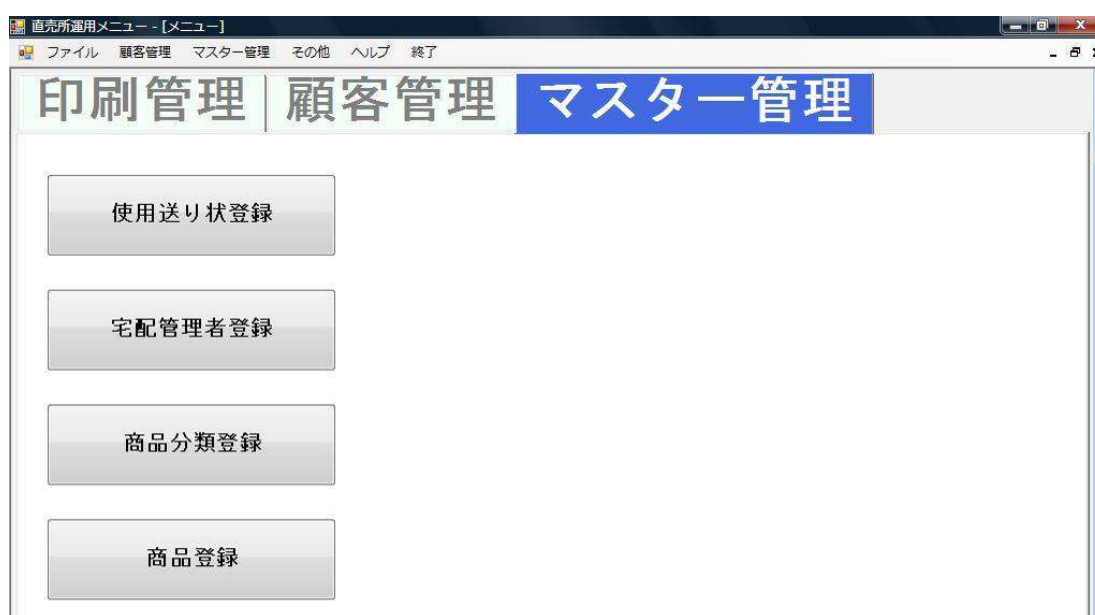 直売所運用メニュー - [メニュー]
ファイル 顧客管理 マスター管理 その他 ヘルプ 終了
印刷管理 顧客管理 マスター管理
使用送り状登録
宅配管理者登録
商品分類登録
商品登録